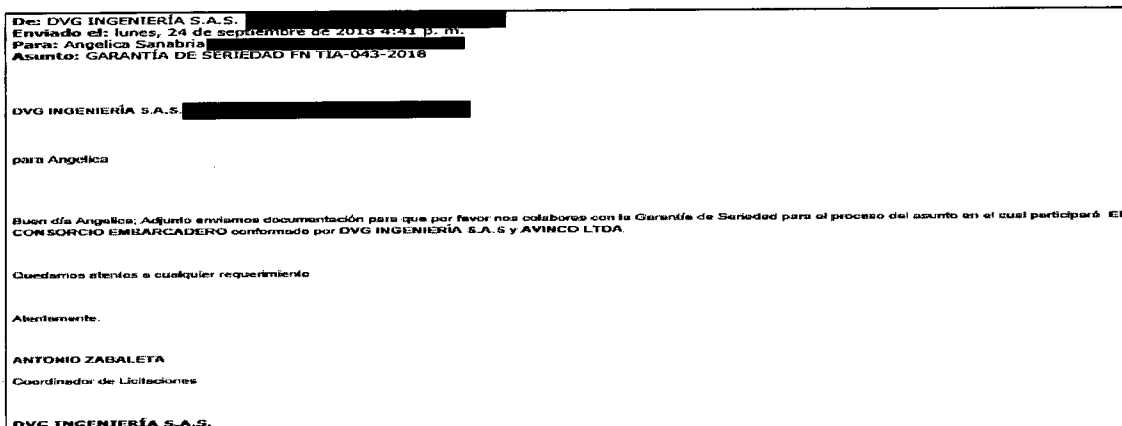 De: DVG INGENIERÍA S.A.S.
Enviado el: lunes, 24 de septiembre de 2018 4:41 p. m.
Para: Angelica Sanabria
Asunto: GARANTÍA DE SERIEDAD FN TIA-043-2018
DVG INGENIERÍA S.A.S.
para Angelica
Buen día Angelica; Adjunto enviamos documentación para que por favor nos colabores con la Garantía de Seriedad para el proceso del asunto en el cual participará El
CONSORCIO EMBARCADERO conformado por DVG INGENIERÍA S.A.S y AVINCO LTDA.
Quedamos atentos a cualquier requerimiento
Atentamente.
ANTONIO ZABALETA
Coordinador de Licitaciones
DVG INGENIERÍA S.A.S.